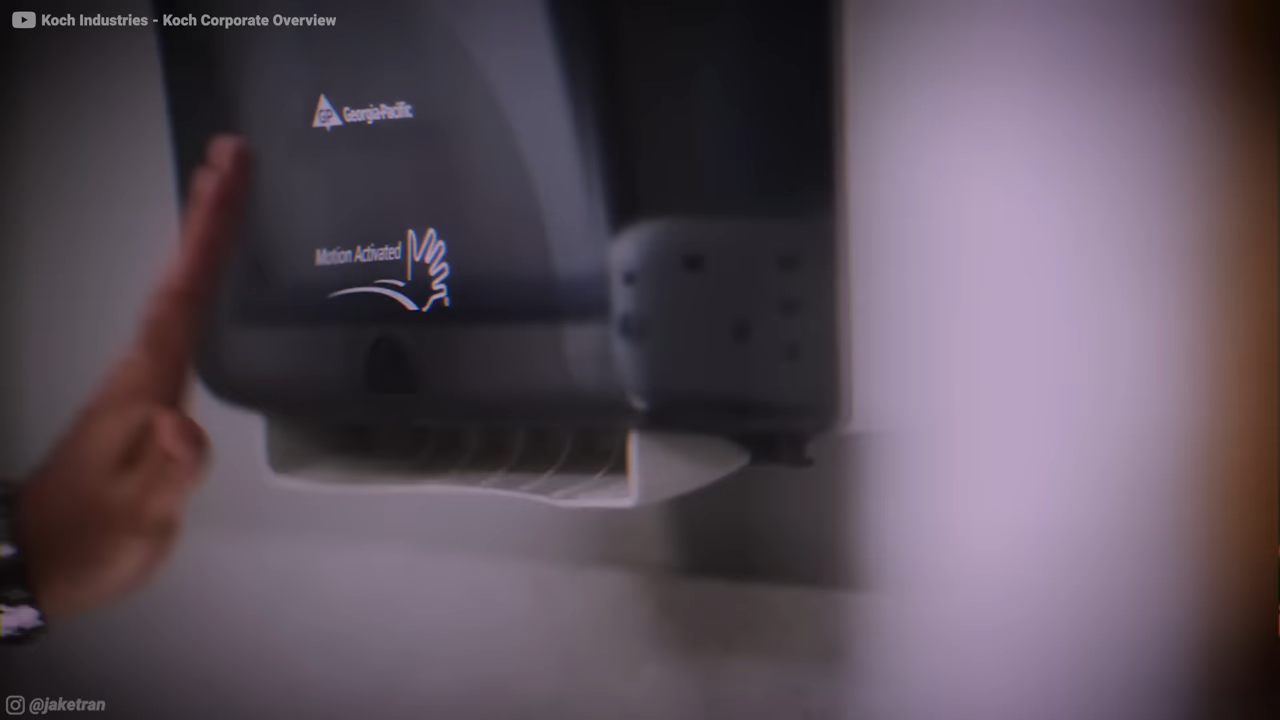 Koch Industries - Koch Corporate Overview
GP Georgia-Pacific
Motion Activated
@jaketran